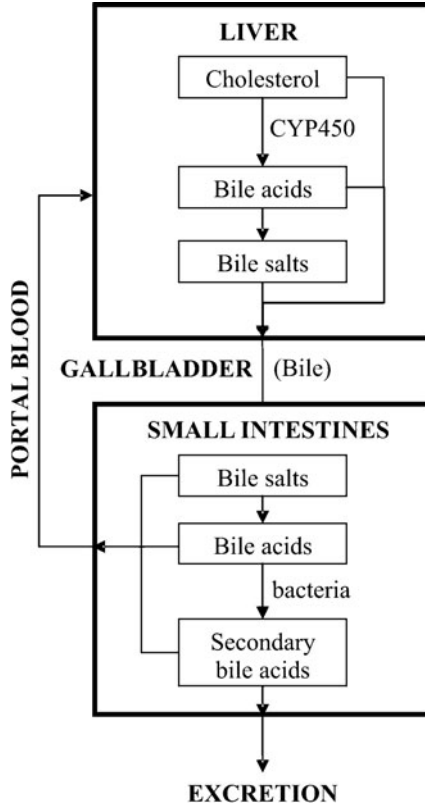 LIVER
Cholesterol
CYP450
Bile acids
Bile salts
PORTAL BLOOD
GALLBLADDER (Bile)
SMALL INTESTINES
Bile salts
Bile acids
bacteria
Secondary
bile acids
EXCRETION